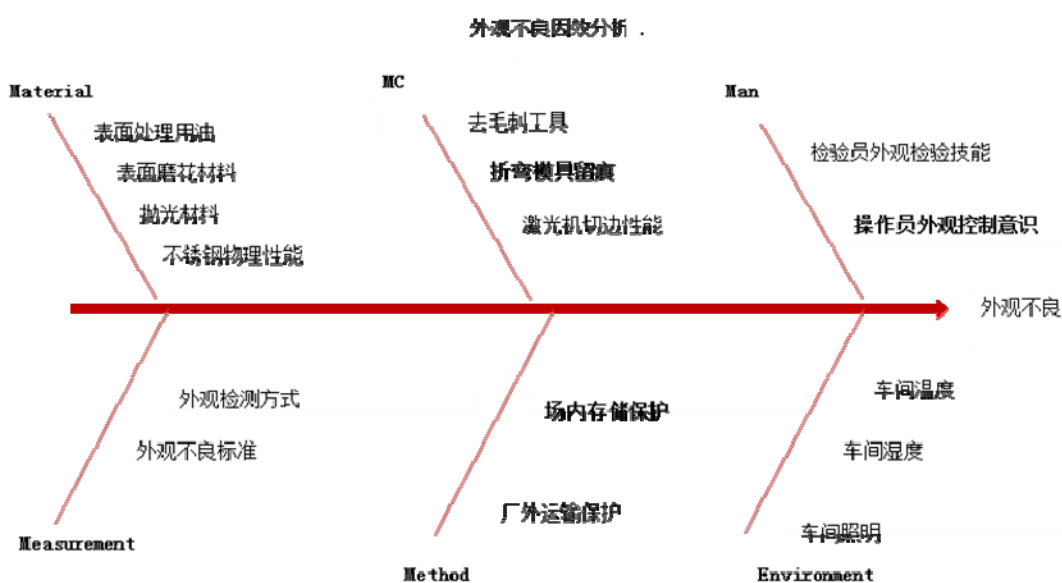 外观不良因效分析 .
Material
MC
Man
表面处理用油
表面磨花材料
抛光材料
不锈钢物理性能
去毛刺工具
折弯模具留痕
激光机切边性能
检验员外观检验技能
操作员外观控制意识
外观不良
外观检测方式
外观不良标准
场内存储保护
厂外运输保护
车间温度
车间湿度
车间照明
Measurement
Method
Environment